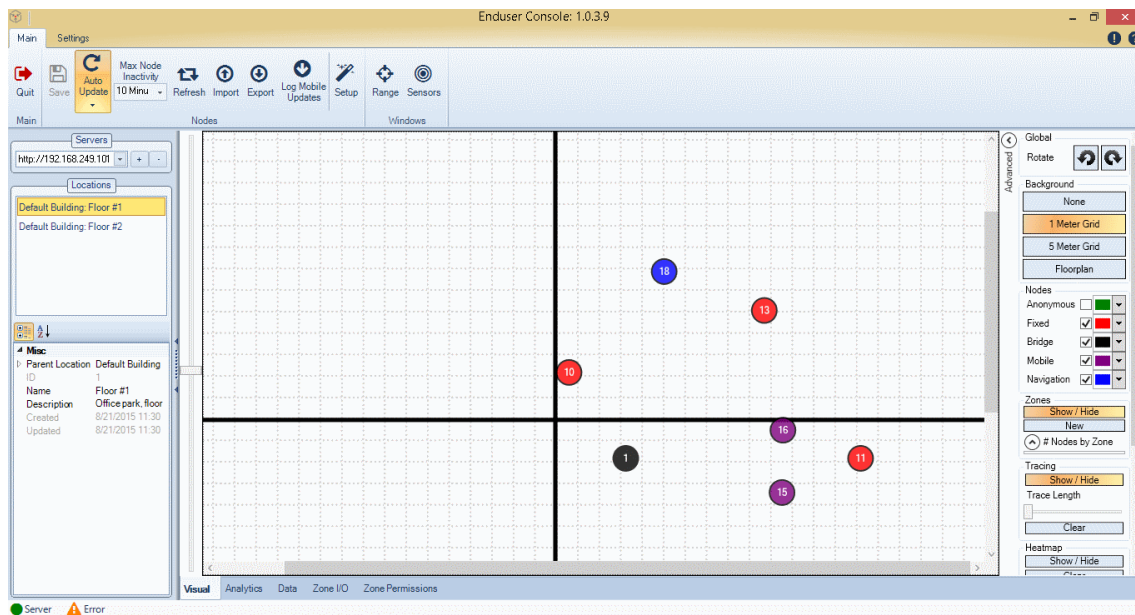 Enduser Console: 1.0.3.9
Main Settings
Quit
Save
Auto Update
Max Node Inactivity
10 Minu
Refresh
Import
Export
Log Mobile Updates
Setup
Range
Sensors
Main
Nodes
Windows
Servers
http://192.168.249.101
+ -
Locations
Default Building: Floor #1
Default Building: Floor #2
Misc
Parent Location Default Building
ID 1
Name Floor #1
Description Office park, floor
Created 8/21/2015 11:30
Updated 8/21/2015 11:30
18
13
10
16
1
11
15
Advanced
Global
Rotate
Background
None
1 Meter Grid
5 Meter Grid
Floorplan
Nodes
Anonymous
Fixed
Bridge
Mobile
Navigation
Zones
Show / Hide
New
# Nodes by Zone
Tracing
Show / Hide
Trace Length
Clear
Heatmap
Show / Hide
Visual Analytics Data Zone I/O Zone Permissions
Server Error